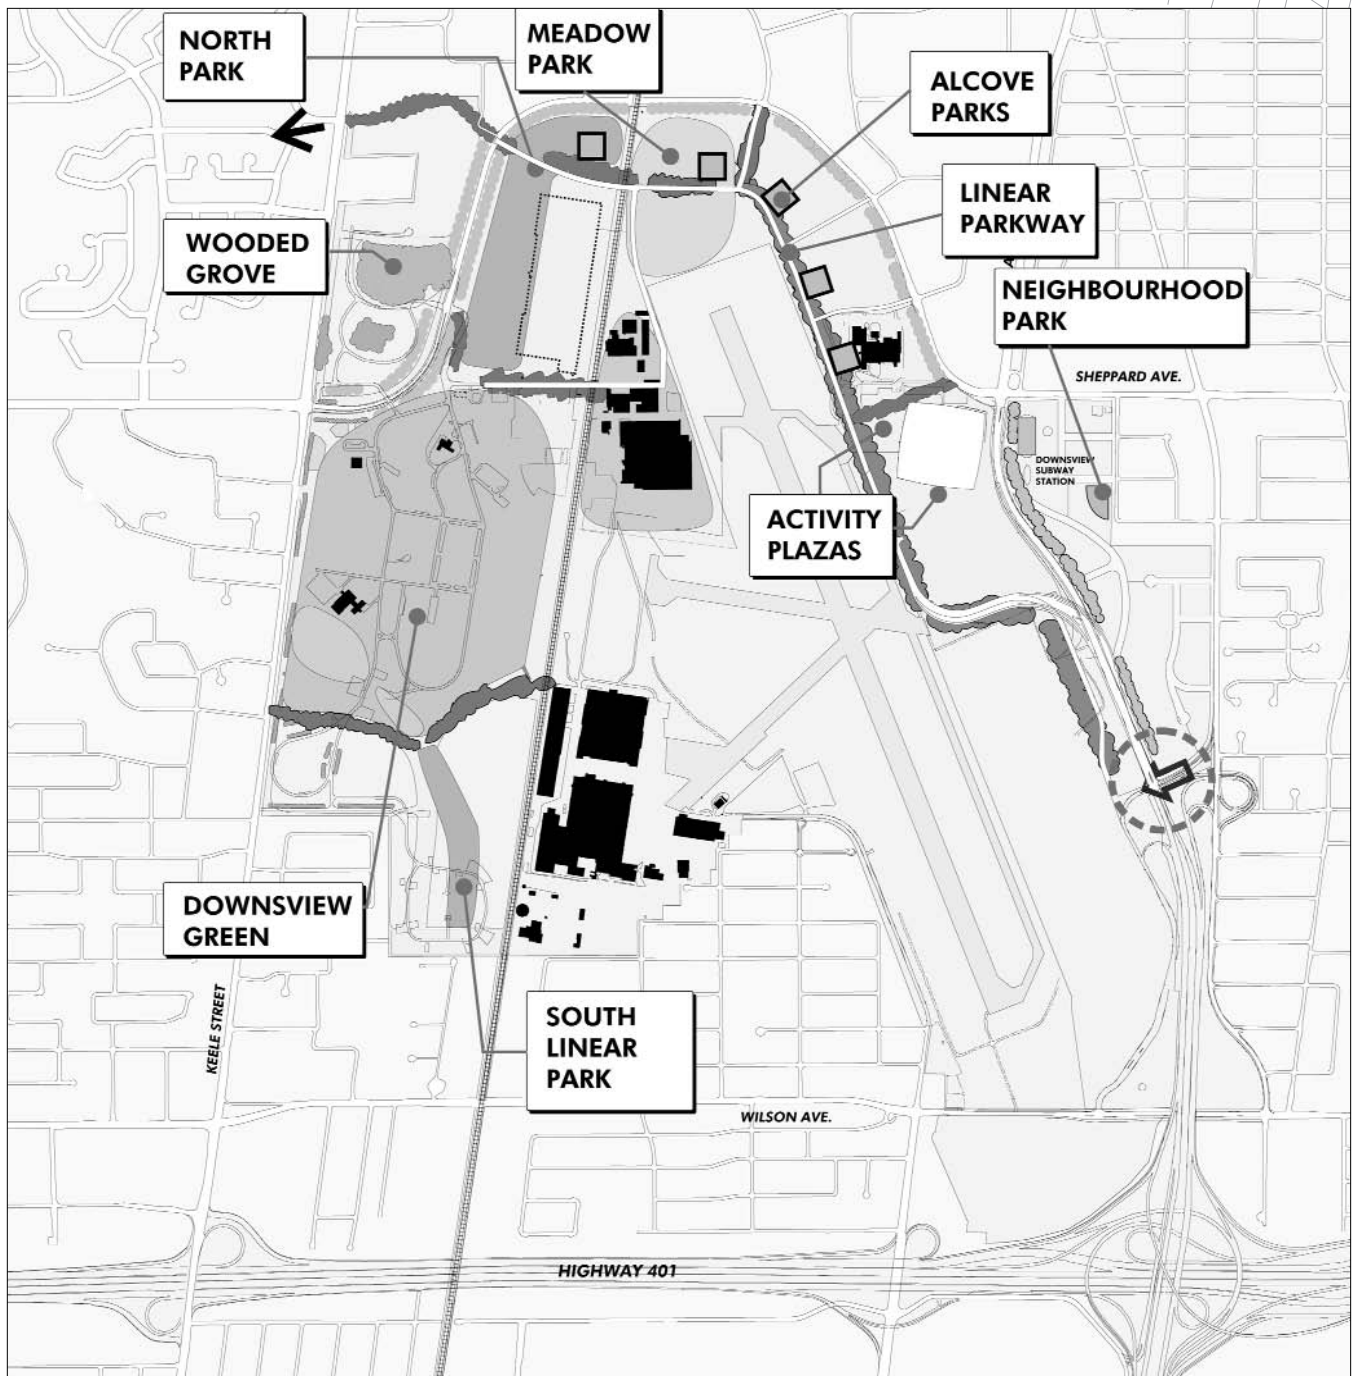 NORTH
PARK
MEADOW
PARK
ALCOVE
PARKS
LINEAR
PARKWAY
WOODED
GROVE
NEIGHBOURHOOD
PARK
SHEPPARD AVE.
DOWNSVIEW
SUBWAY
STATION
ACTIVITY
PLAZAS
DOWNSVIEW
GREEN
KEELE STREET
SOUTH
LINEAR
PARK
WILSON AVE.
HIGHWAY 401